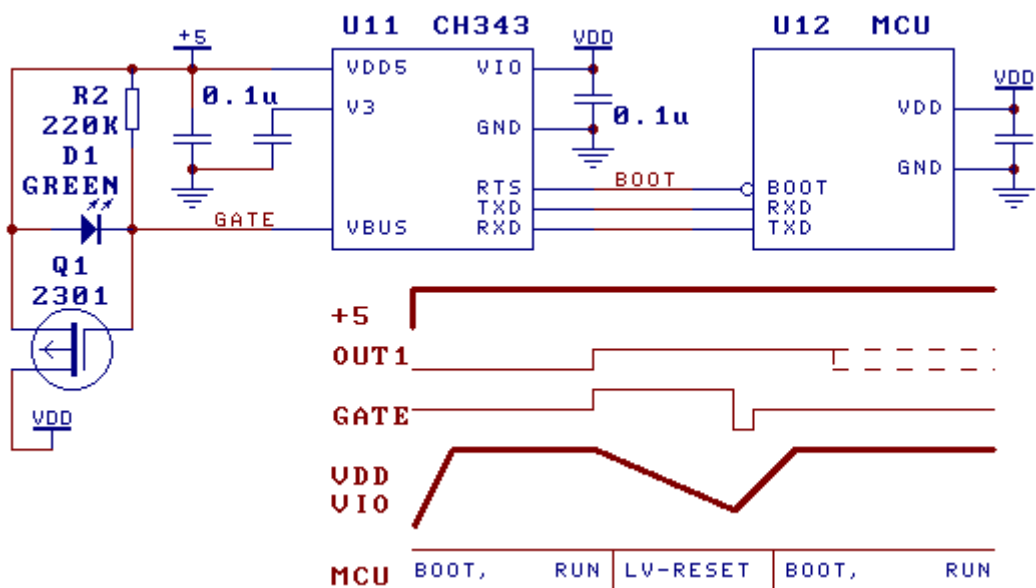 U11 CH343
U12 MCU
+5
VDD
VDD
VDD5
VIO
R2
220K
0.1u
V3
VDD
0.1u
GND
D1
GREEN
GND
RTS
BOOT
BOOT
TXD
RXD
GATE
VBUS
RXD
TXD
Q1
2301
VDD
+5
OUT1
GATE
VDD
VIO
MCU
BOOT, RUN
LV-RESET
BOOT, RUN